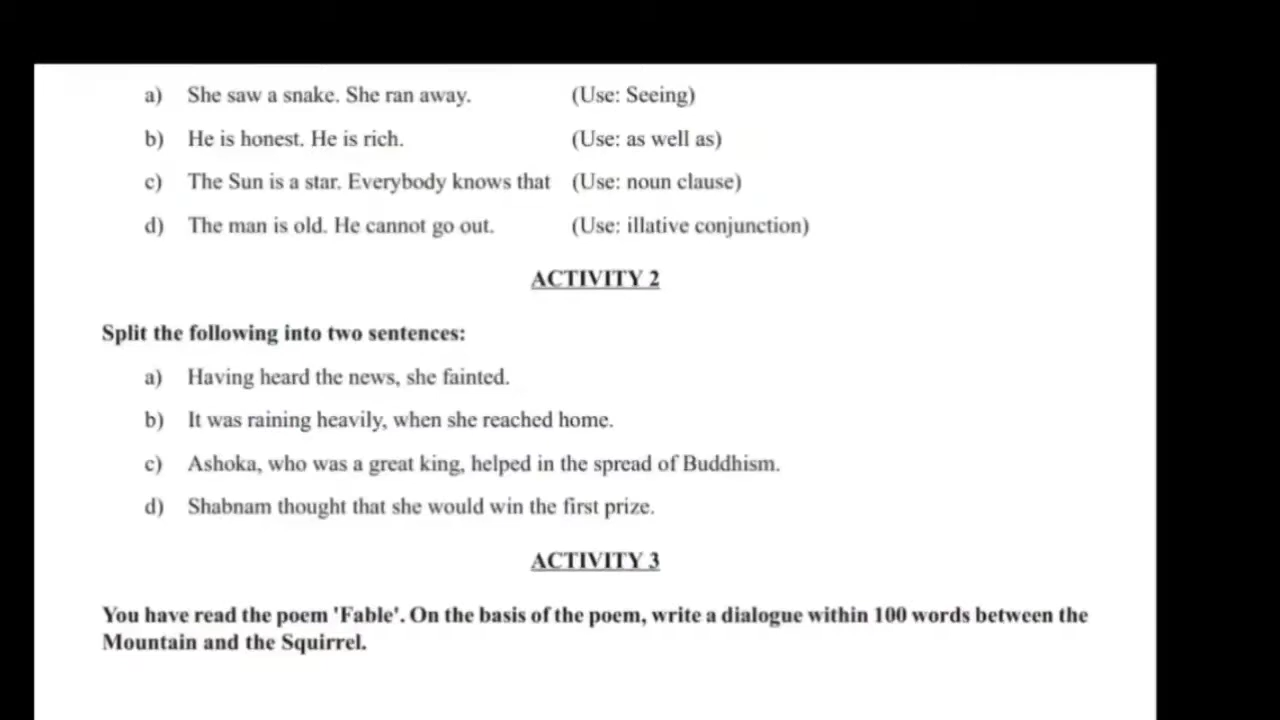 a) She saw a snake. She ran away. (Use: Seeing)
b) He is honest. He is rich. (Use: as well as)
c) The Sun is a star. Everybody knows that (Use: noun clause)
d) The man is old. He cannot go out. (Use: illative conjunction)
ACTIVITY 2
Split the following into two sentences:
a) Having heard the news, she fainted.
b) It was raining heavily, when she reached home.
c) Ashoka, who was a great king, helped in the spread of Buddhism.
d) Shabnam thought that she would win the first prize.
ACTIVITY 3
You have read the poem 'Fable'. On the basis of the poem, write a dialogue within 100 words between the
Mountain and the Squirrel.